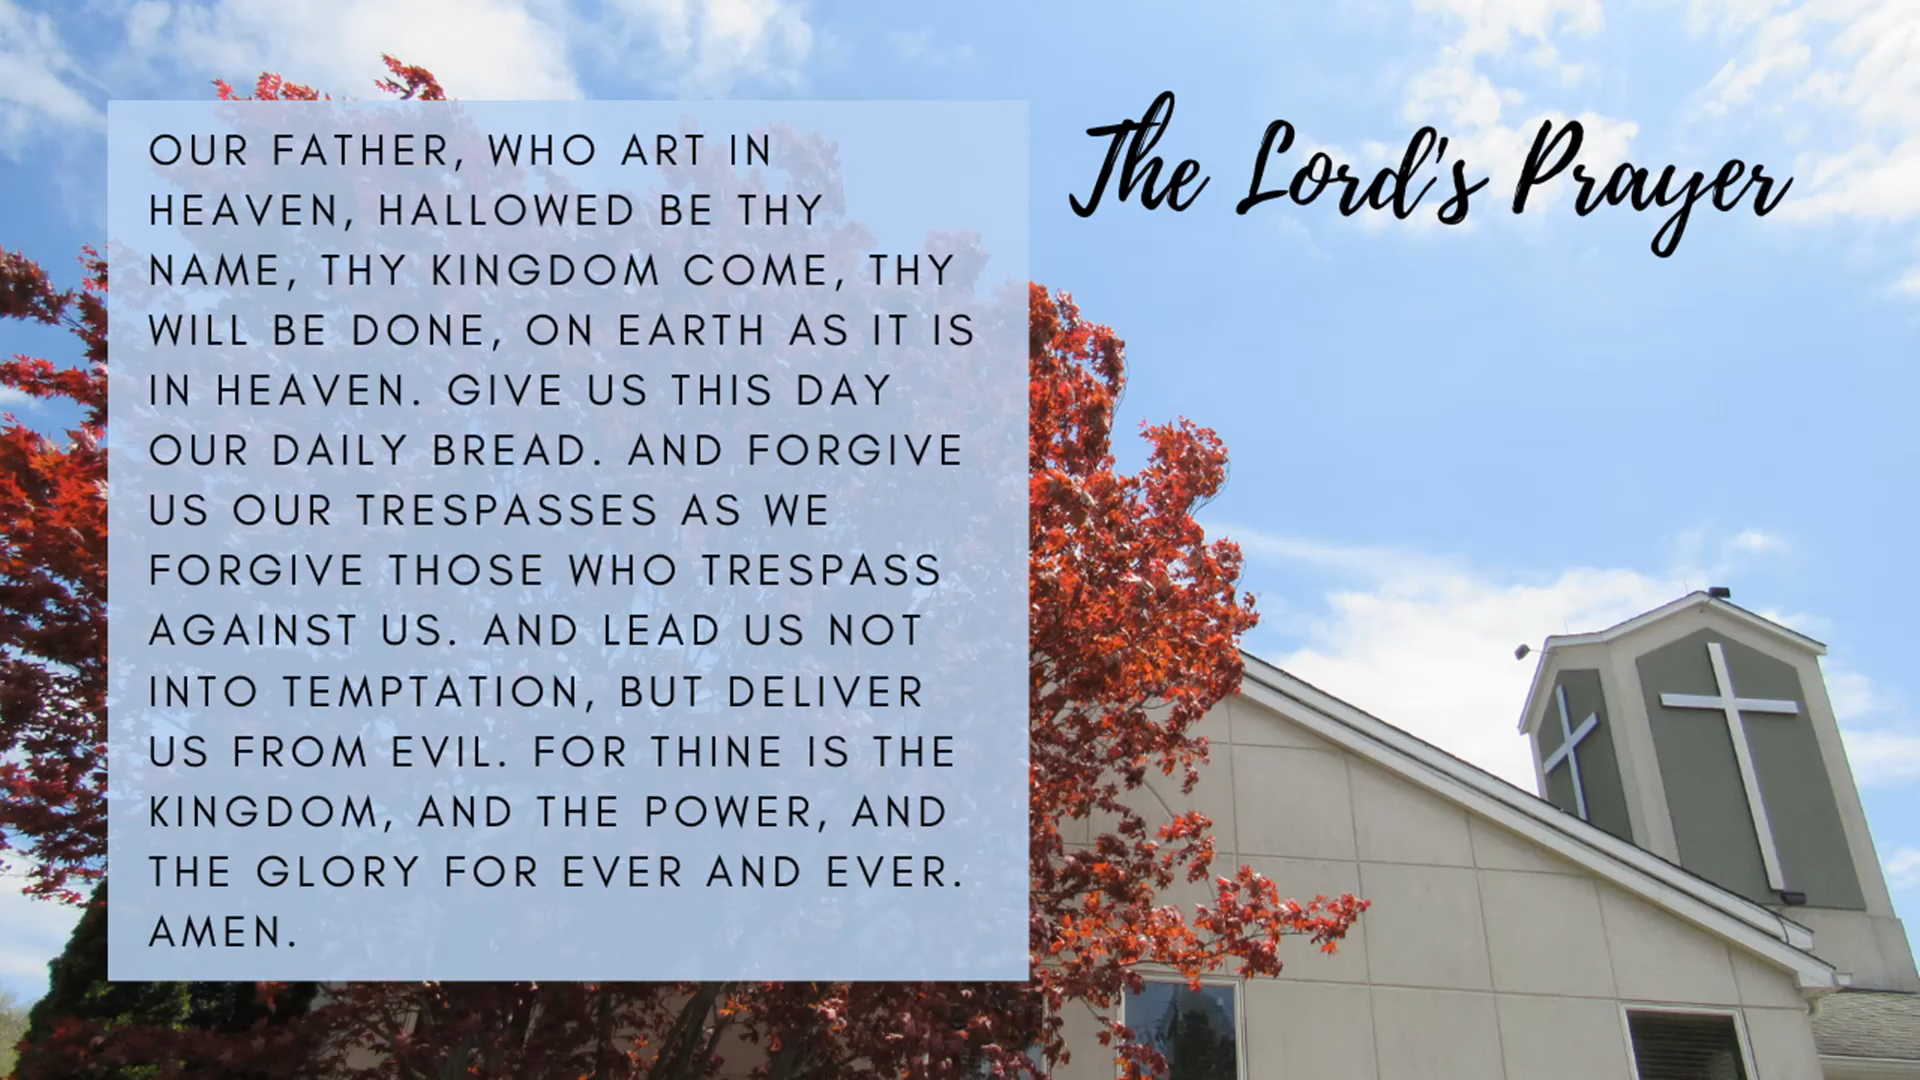 The Lord's Prayer
OUR FATHER, WHO ART IN
HEAVEN, HALLOWED BE THY
NAME, THY KINGDOM COME, THY
WILL BE DONE, ON EARTH AS IT IS
IN HEAVEN. GIVE US THIS DAY
OUR DAILY BREAD. AND FORGIVE
US OUR TRESPASSES AS WE
FORGIVE THOSE WHO TRESPASS
AGAINST US. AND LEAD US NOT
INTO TEMPTATION, BUT DELIVER
US FROM EVIL. FOR THINE IS THE
KINGDOM, AND THE POWER, AND
THE GLORY FOR EVER AND EVER.
AMEN.